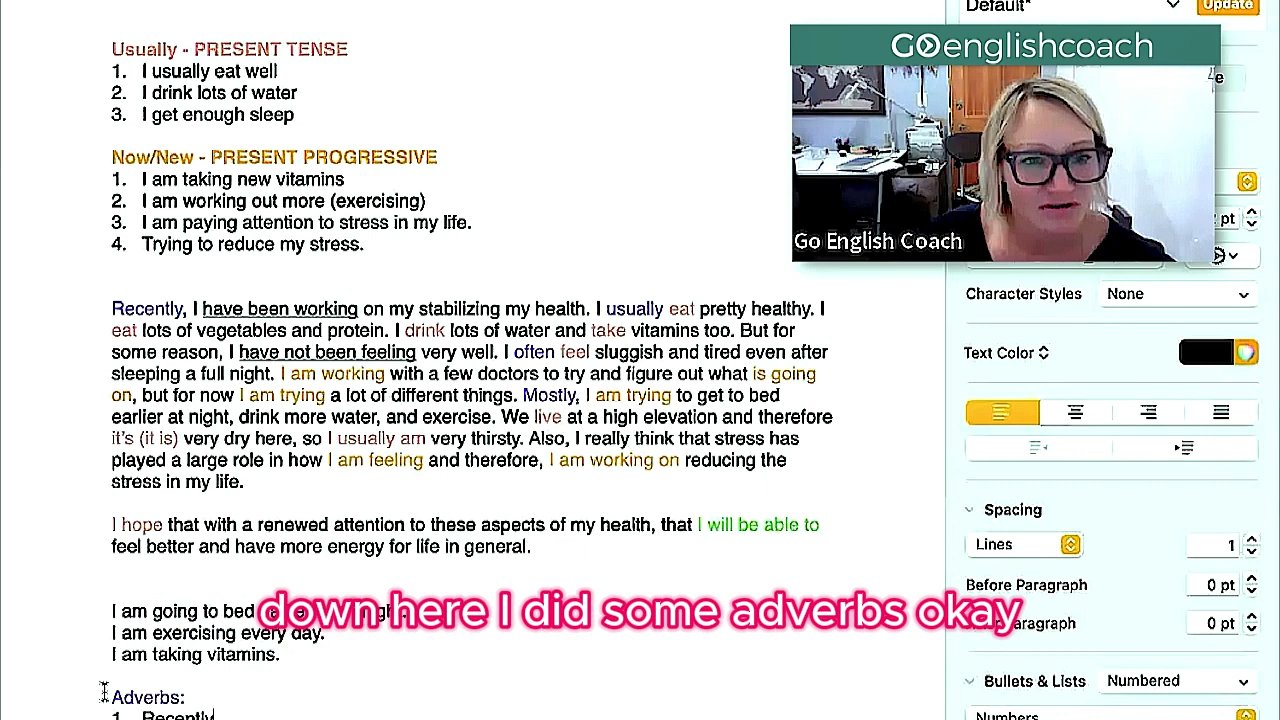 Default*
Update
Usually - PRESENT TENSE
1. I usually eat well
2. I drink lots of water
3. I get enough sleep
Now/New - PRESENT PROGRESSIVE
1. I am taking new vitamins
2. I am working out more (exercising)
3. I am paying attention to stress in my life.
4. Trying to reduce my stress.
GOenglishcoach
Go English Coach
pt
Character Styles None
Text Color
Recently, I have been working on my stabilizing my health. I usually eat pretty healthy. I
eat lots of vegetables and protein. I drink lots of water and take vitamins too. But for
some reason, I have not been feeling very well. I often feel sluggish and tired even after
sleeping a full night. I am working with a few doctors to try and figure out what is going
on, but for now I am trying a lot of different things. Mostly, I am trying to get to bed
earlier at night, drink more water, and exercise. We live at a high elevation and therefore
it's (it is) very dry here, so I usually am very thirsty. Also, I really think that stress has
played a large role in how I am feeling and therefore, I am working on reducing the
stress in my life.
I hope that with a renewed attention to these aspects of my health, that I will be able to
feel better and have more energy for life in general.
Spacing
Lines 1
Before Paragraph 0 pt
Paragraph 0 pt
I am going to bed
down here I did some adverbs okay
I am exercising every day.
I am taking vitamins.
Bullets & Lists Numbered
Numbers
Adverbs:
1. Recently